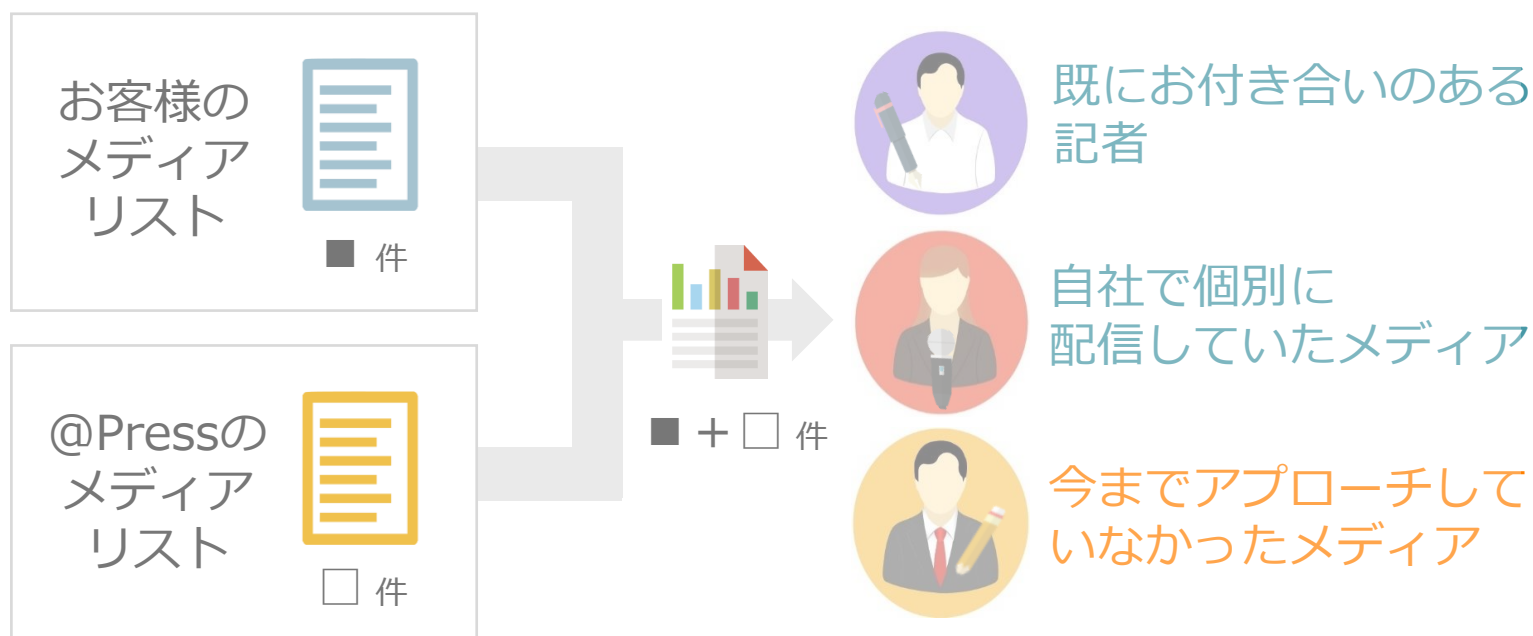 お客様の
メディア
リスト
■ 件
@Pressの
メディア
リスト
□ 件
■＋□ 件
既にお付き合いのある
記者
自社で個別に
配信していたメディア
今までアプローチして
いなかったメディア